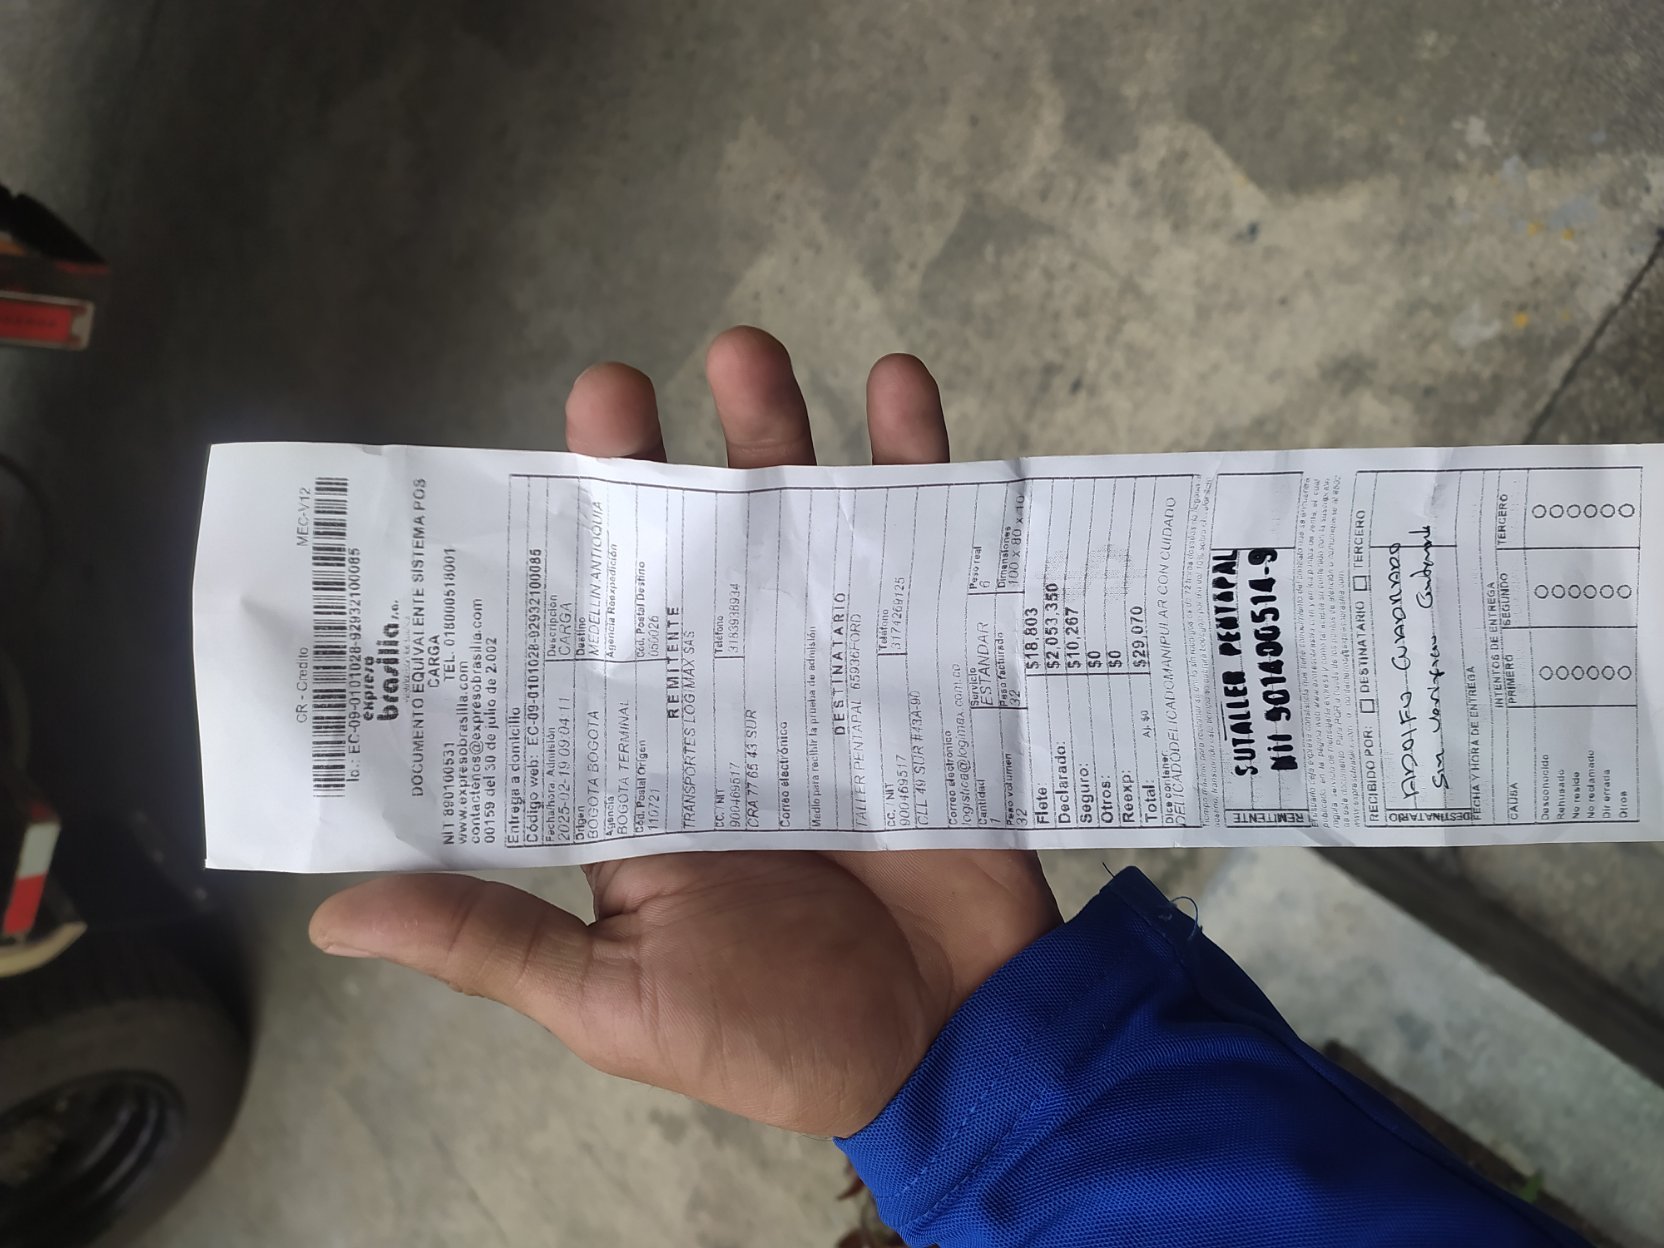 CR - Credito MEC-V12
Ic.: EC-09-0101028-92932100085
expreso
brasilia s.a.
DOCUMENTO EQUIVALENTE SISTEMA POS
CARGA
NIT 890100531 TEL. 018000518001
www.expresobrasilia.com
contactenos@expresobrasilia.com
001559 del 30 de julio de 2.002
Entrega a domicilio
Código web: EC-09-0101028-92932100085
Fecha/hora Admisión Descripción
2025-02-19 09:04:11 CARGA
Origen Destino
BOGOTA BOGOTA MEDELLIN ANTIOQUIA
Agencia Agencia Reexpedición
BOGOTA TERMINAL
Cód. Postal Origen Cód. Postal Destino
110721 050026
REMITENTE
TRANSPORTES LOGIMAX SAS
CC. NIT Teléfono
900469517 3183938934
CRA 77 65 43 SUR
Correo electrónico
Medio para recibir la prueba de admisión
DESTINATARIO
TALLER PENTAPAL 65936FORD
CC. NIT Teléfono
900469517 3174269125
CLL 49 SUR #43A-90
Correo electronico
logistica@logimax.com.co
Cantidad Servicio Peso real
1 ESTANDAR 6
Peso volumen Peso facturado Dimensiones
32 32 100 x 80 x 10
Flete: $18,803
Declarado: $2,053,350
Seguro: $10,267
Otros: $0
Reexp: $0
Total: Aj. $0 $29,070
Dice contener:
DELICADODELICADOMANIPULAR CON CUIDADO
REMITENTE
SUTALLER PENTAPAL
Nit 901400514-9
RECIBIDO POR: DESTINATARIO TERCERO
DESTINATARIO
FECHA Y HORA DE ENTREGA
INTENTOS DE ENTREGA
CAUSA PRIMERO SEGUNDO TERCERO
Desconocido
Rehusado
No reside
No reclamado
Dir errada
Otros